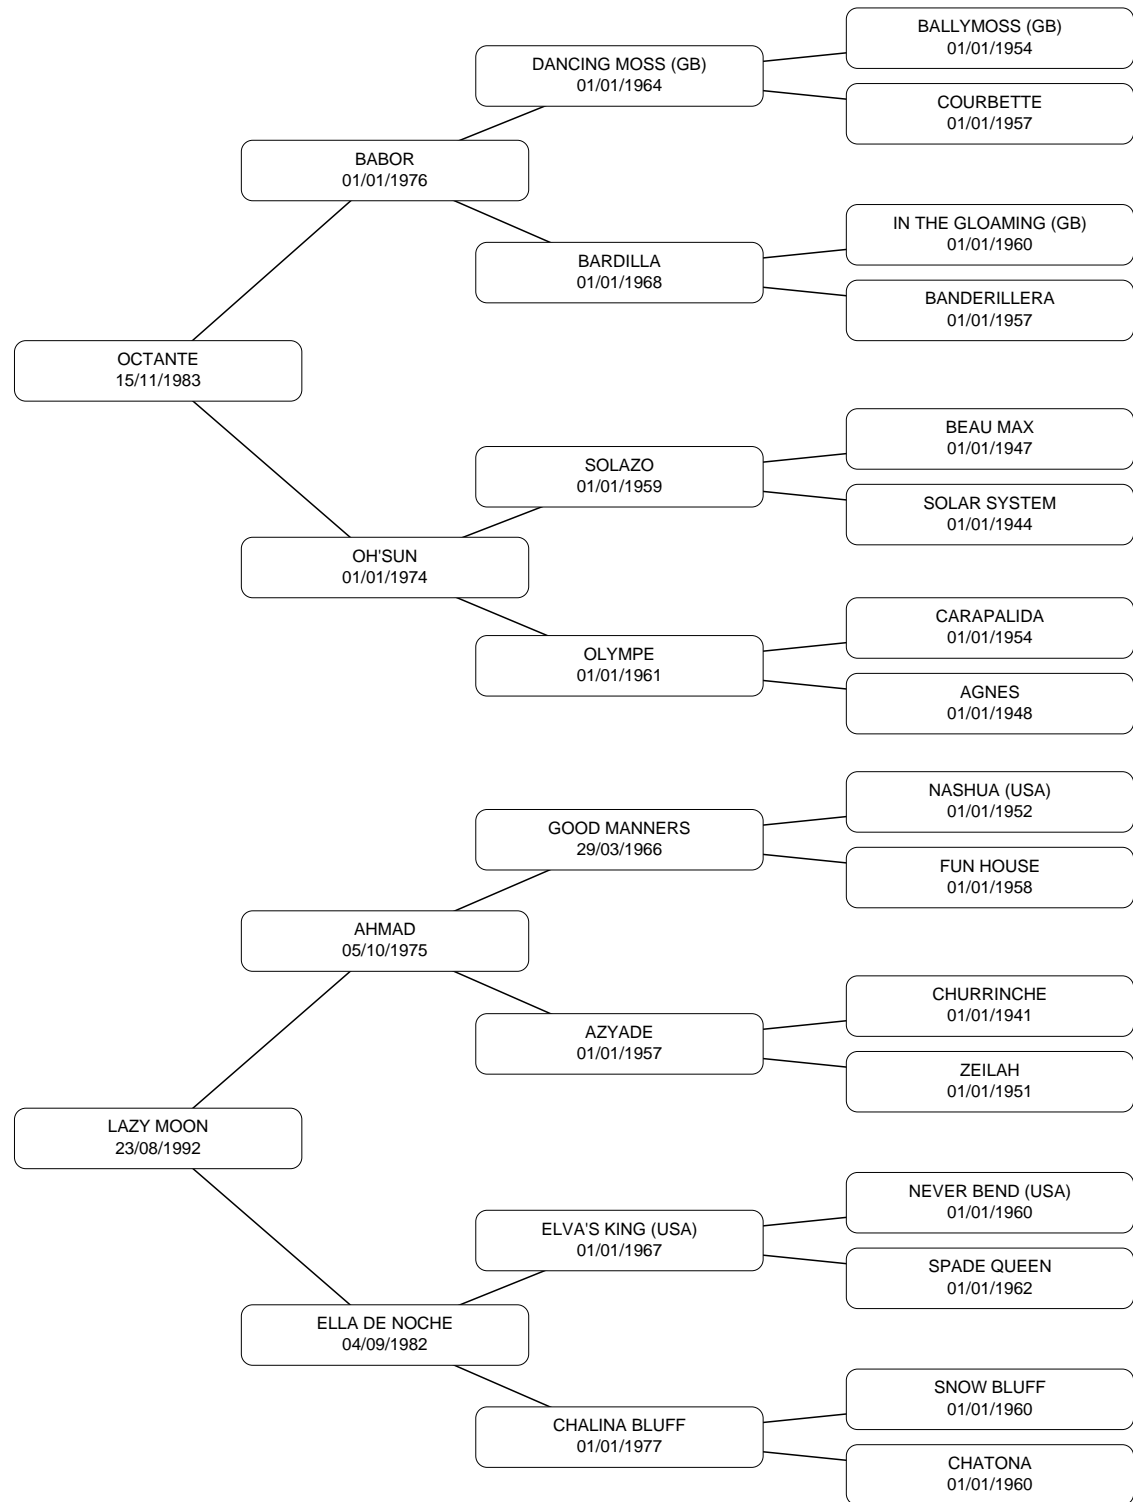 BALLYMOSS (GB)
01/01/1954
DANCING MOSS (GB)
01/01/1964
COURBETTE
01/01/1957
BABOR
01/01/1976
IN THE GLOAMING (GB)
01/01/1960
BARDILLA
01/01/1968
BANDERILLERA
01/01/1957
OCTANTE
15/11/1983
BEAU MAX
01/01/1947
SOLAZO
01/01/1959
SOLAR SYSTEM
01/01/1944
OH'SUN
01/01/1974
CARAPALIDA
01/01/1954
OLYMPE
01/01/1961
AGNES
01/01/1948
NASHUA (USA)
01/01/1952
GOOD MANNERS
29/03/1966
FUN HOUSE
01/01/1958
AHMAD
05/10/1975
CHURRINCHE
01/01/1941
AZYADE
01/01/1957
ZEILAH
01/01/1951
LAZY MOON
23/08/1992
NEVER BEND (USA)
01/01/1960
ELVA'S KING (USA)
01/01/1967
SPADE QUEEN
01/01/1962
ELLA DE NOCHE
04/09/1982
SNOW BLUFF
01/01/1960
CHALINA BLUFF
01/01/1977
CHATONA
01/01/1960